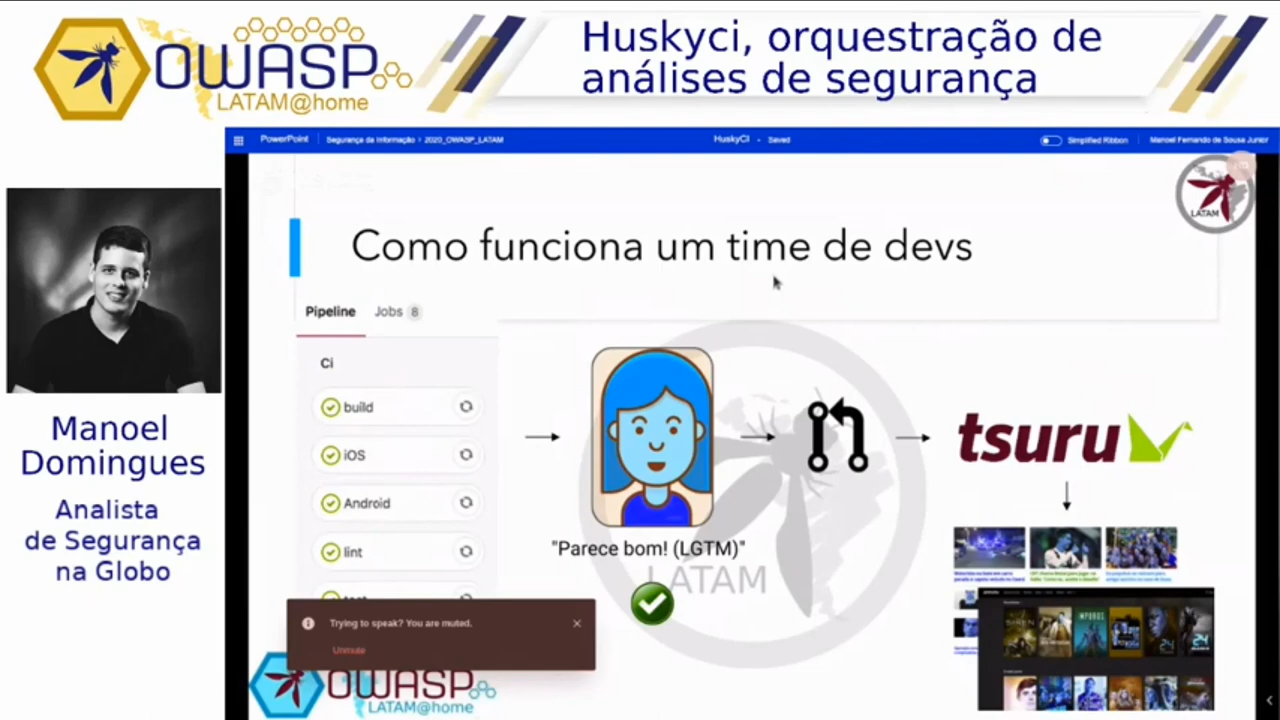 OWASP
LATAM@home
Huskyci, orquestração de
análises de segurança
PowerPoint
Segurança da Informação > 2020_OWASP_LATAM
HuskyCI - Saved
Simplified Ribbon
Manoel Fernando de Sousa Junior
LATAM
Como funciona um time de devs
Pipeline
Jobs 8
Ci
build
iOS
Android
lint
"Parece bom! (LGTM)"
tsuru
LATAM
Trying to speak? You are muted.
Unmute
OWASP
LATAM@home
Manoel
Domingues
Analista
de Segurança
na Globo